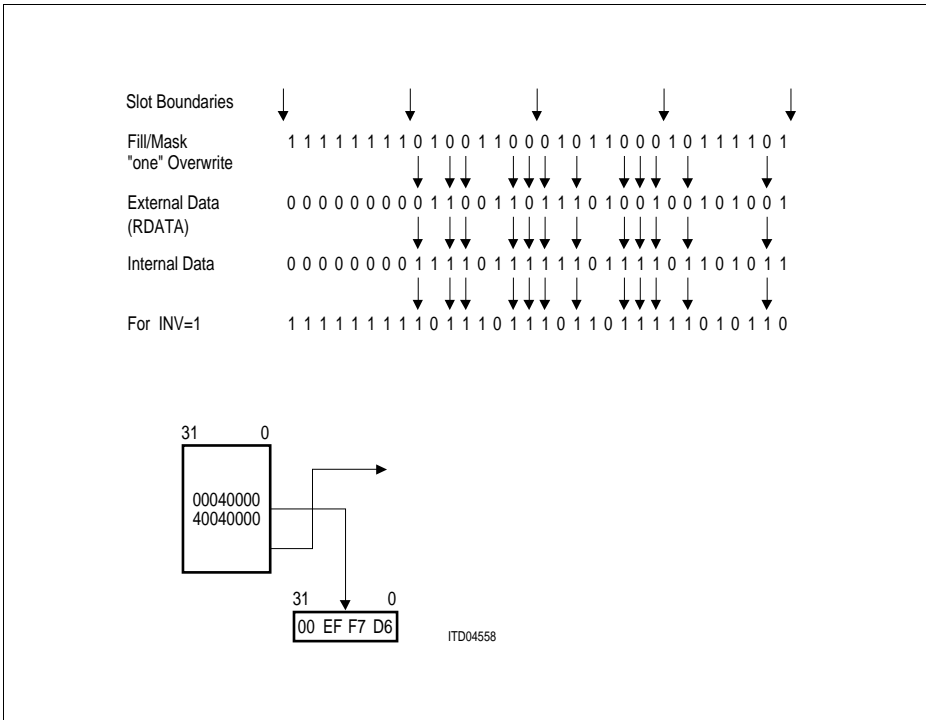 Slot Boundaries
Fill/Mask 1 1 1 1 1 1 1 1 0 1 0 0 1 1 0 0 0 1 0 1 1 0 0 0 1 0 1 1 1 1 0 1
"one" Overwrite
External Data 0 0 0 0 0 0 0 0 0 1 1 0 0 1 1 0 1 1 1 0 1 0 0 1 0 0 1 0 1 0 0 1
(RDATA)
Internal Data 0 0 0 0 0 0 0 0 1 1 1 1 0 1 1 1 1 1 1 0 1 1 1 1 0 1 1 0 1 0 1 1
For INV=1 1 1 1 1 1 1 1 1 1 0 1 1 1 0 1 1 1 0 1 1 0 1 1 1 1 1 0 1 0 1 1 0
31 0
00040000
40040000
31 0
00 EF F7 D6
ITD04558